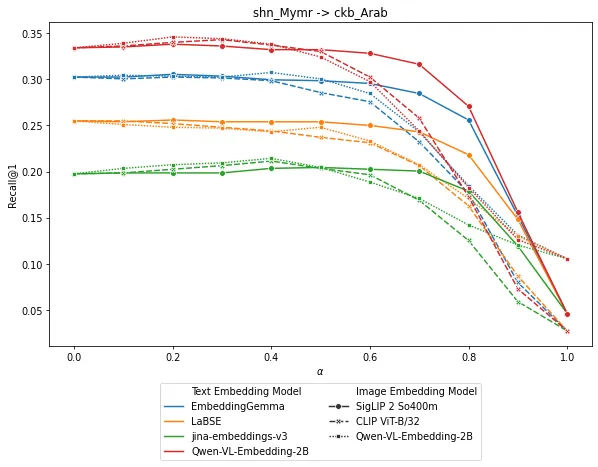 shn_Mymr -> ckb_Arab
0.35
0.30
0.25
0.20
0.15
0.10
0.05
Recall@1
0.0
0.2
0.4
0.6
0.8
1.0
α
Text Embedding Model
EmbeddingGemma
LaBSE
jina-embeddings-v3
Qwen-VL-Embedding-2B
Image Embedding Model
SigLIP 2 So400m
CLIP ViT-B/32
Qwen-VL-Embedding-2B